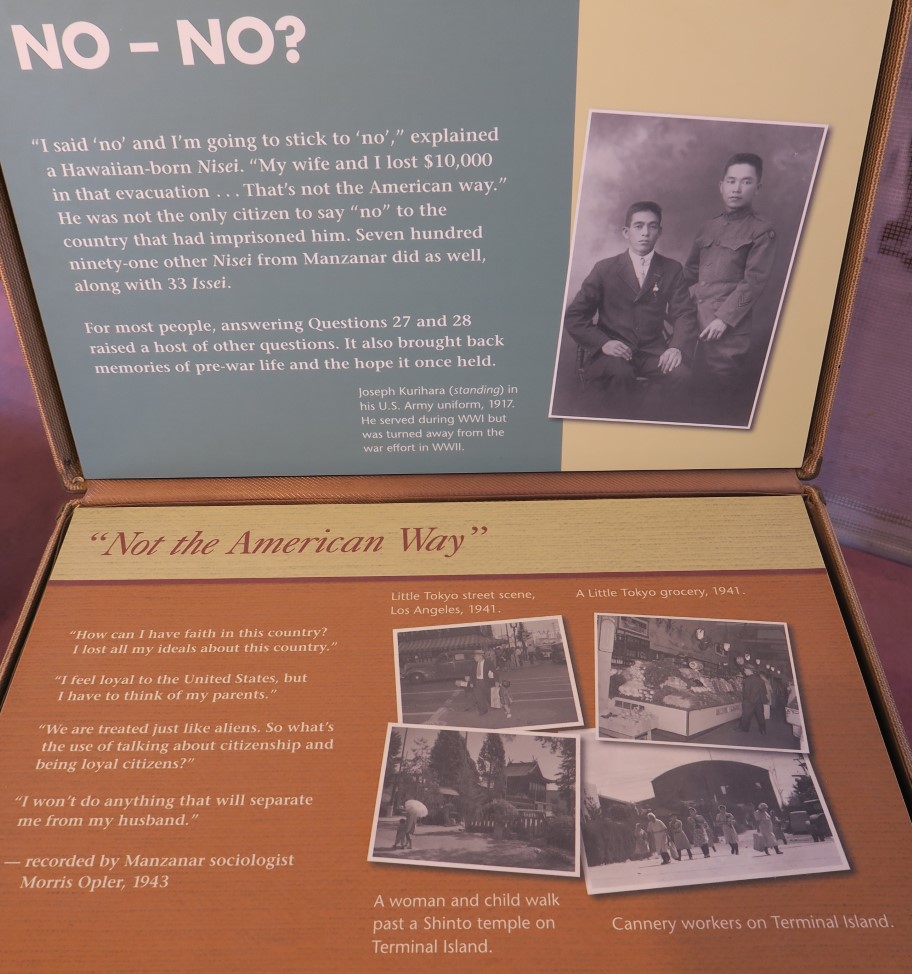 NO – NO?
“I said ‘no’ and I’m going to stick to ‘no’,” explained
a Hawaiian-born Nisei. “My wife and I lost $10,000
in that evacuation . . . That’s not the American way.”
He was not the only citizen to say “no” to the
country that had imprisoned him. Seven hundred
ninety-one other Nisei from Manzanar did as well,
along with 33 Issei.
For most people, answering Questions 27 and 28
raised a host of other questions. It also brought back
memories of pre-war life and the hope it once held.
Joseph Kurihara (standing) in
his U.S. Army uniform, 1917.
He served during WWI but
was turned away from the
war effort in WWII.
“Not the American Way”
“How can I have faith in this country?
I lost all my ideals about this country.”
“I feel loyal to the United States, but
I have to think of my parents.”
“We are treated just like aliens. So what’s
the use of talking about citizenship and
being loyal citizens?”
“I won’t do anything that will separate
me from my husband.”
— recorded by Manzanar sociologist
Morris Opler, 1943
Little Tokyo street scene,
Los Angeles, 1941.
A Little Tokyo grocery, 1941.
A woman and child walk
past a Shinto temple on
Terminal Island.
Cannery workers on Terminal Island.